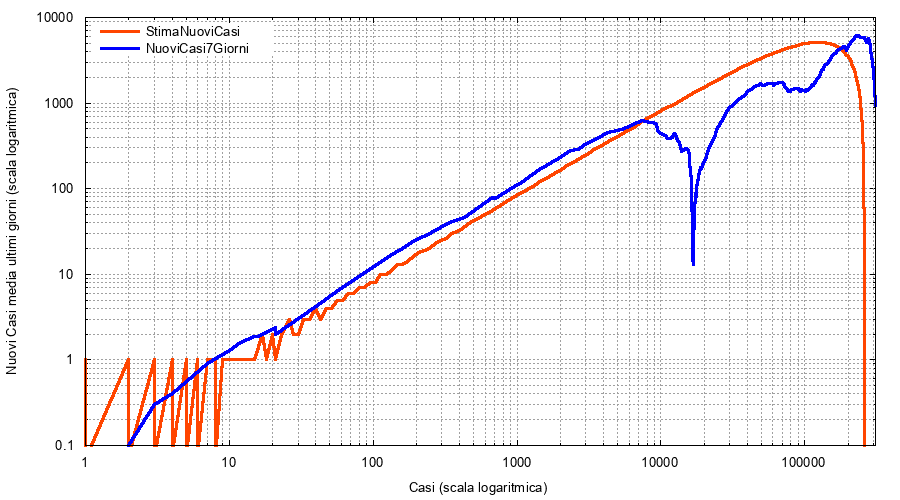 StimaNuoviCasi
NuoviCasi7Giorni
Nuovi Casi media ultimi giorni (scala logaritmica)
10000
1000
100
10
1
0.1
1 10 100 1000 10000 100000
Casi (scala logaritmica)